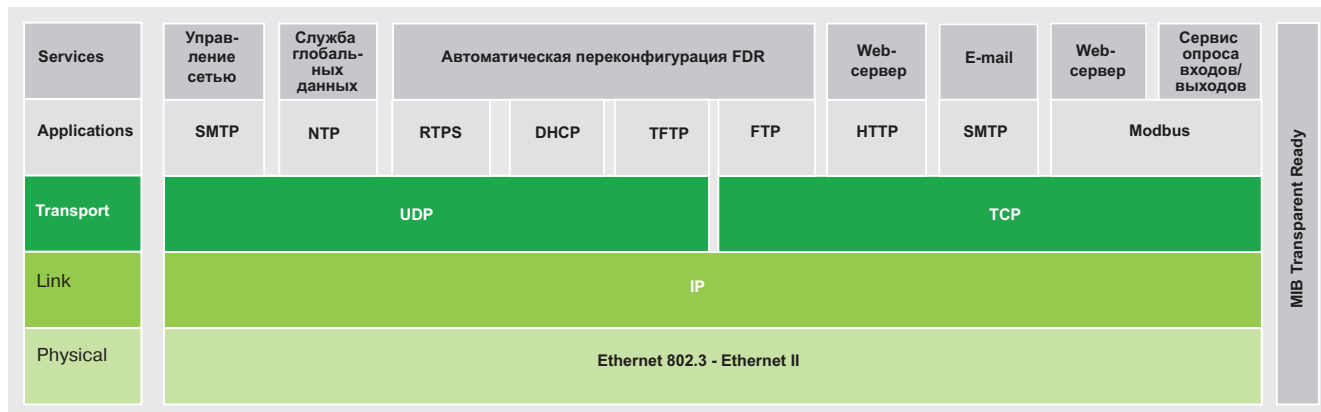 Services
Управ-
ление
сетью
Служба
глобаль-
ных
данных
Автоматическая переконфигурация FDR
Web-
сервер
E-mail
Web-
сервер
Сервис
опроса
входов/
выходов
Applications
SMTP
NTP
RTPS
DHCP
TFTP
FTP
HTTP
SMTP
Modbus
Transport
UDP
TCP
Link
IP
Physical
Ethernet 802.3 - Ethernet II
MIB Transparent Ready